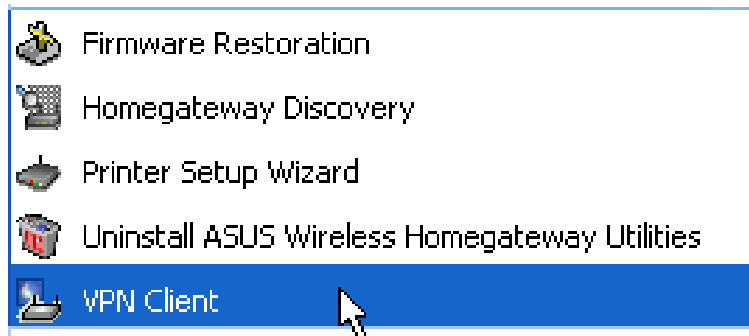 Firmware Restoration
Homegateway Discovery
Printer Setup Wizard
Uninstall ASUS Wireless Homegateway Utilities
VPN Client